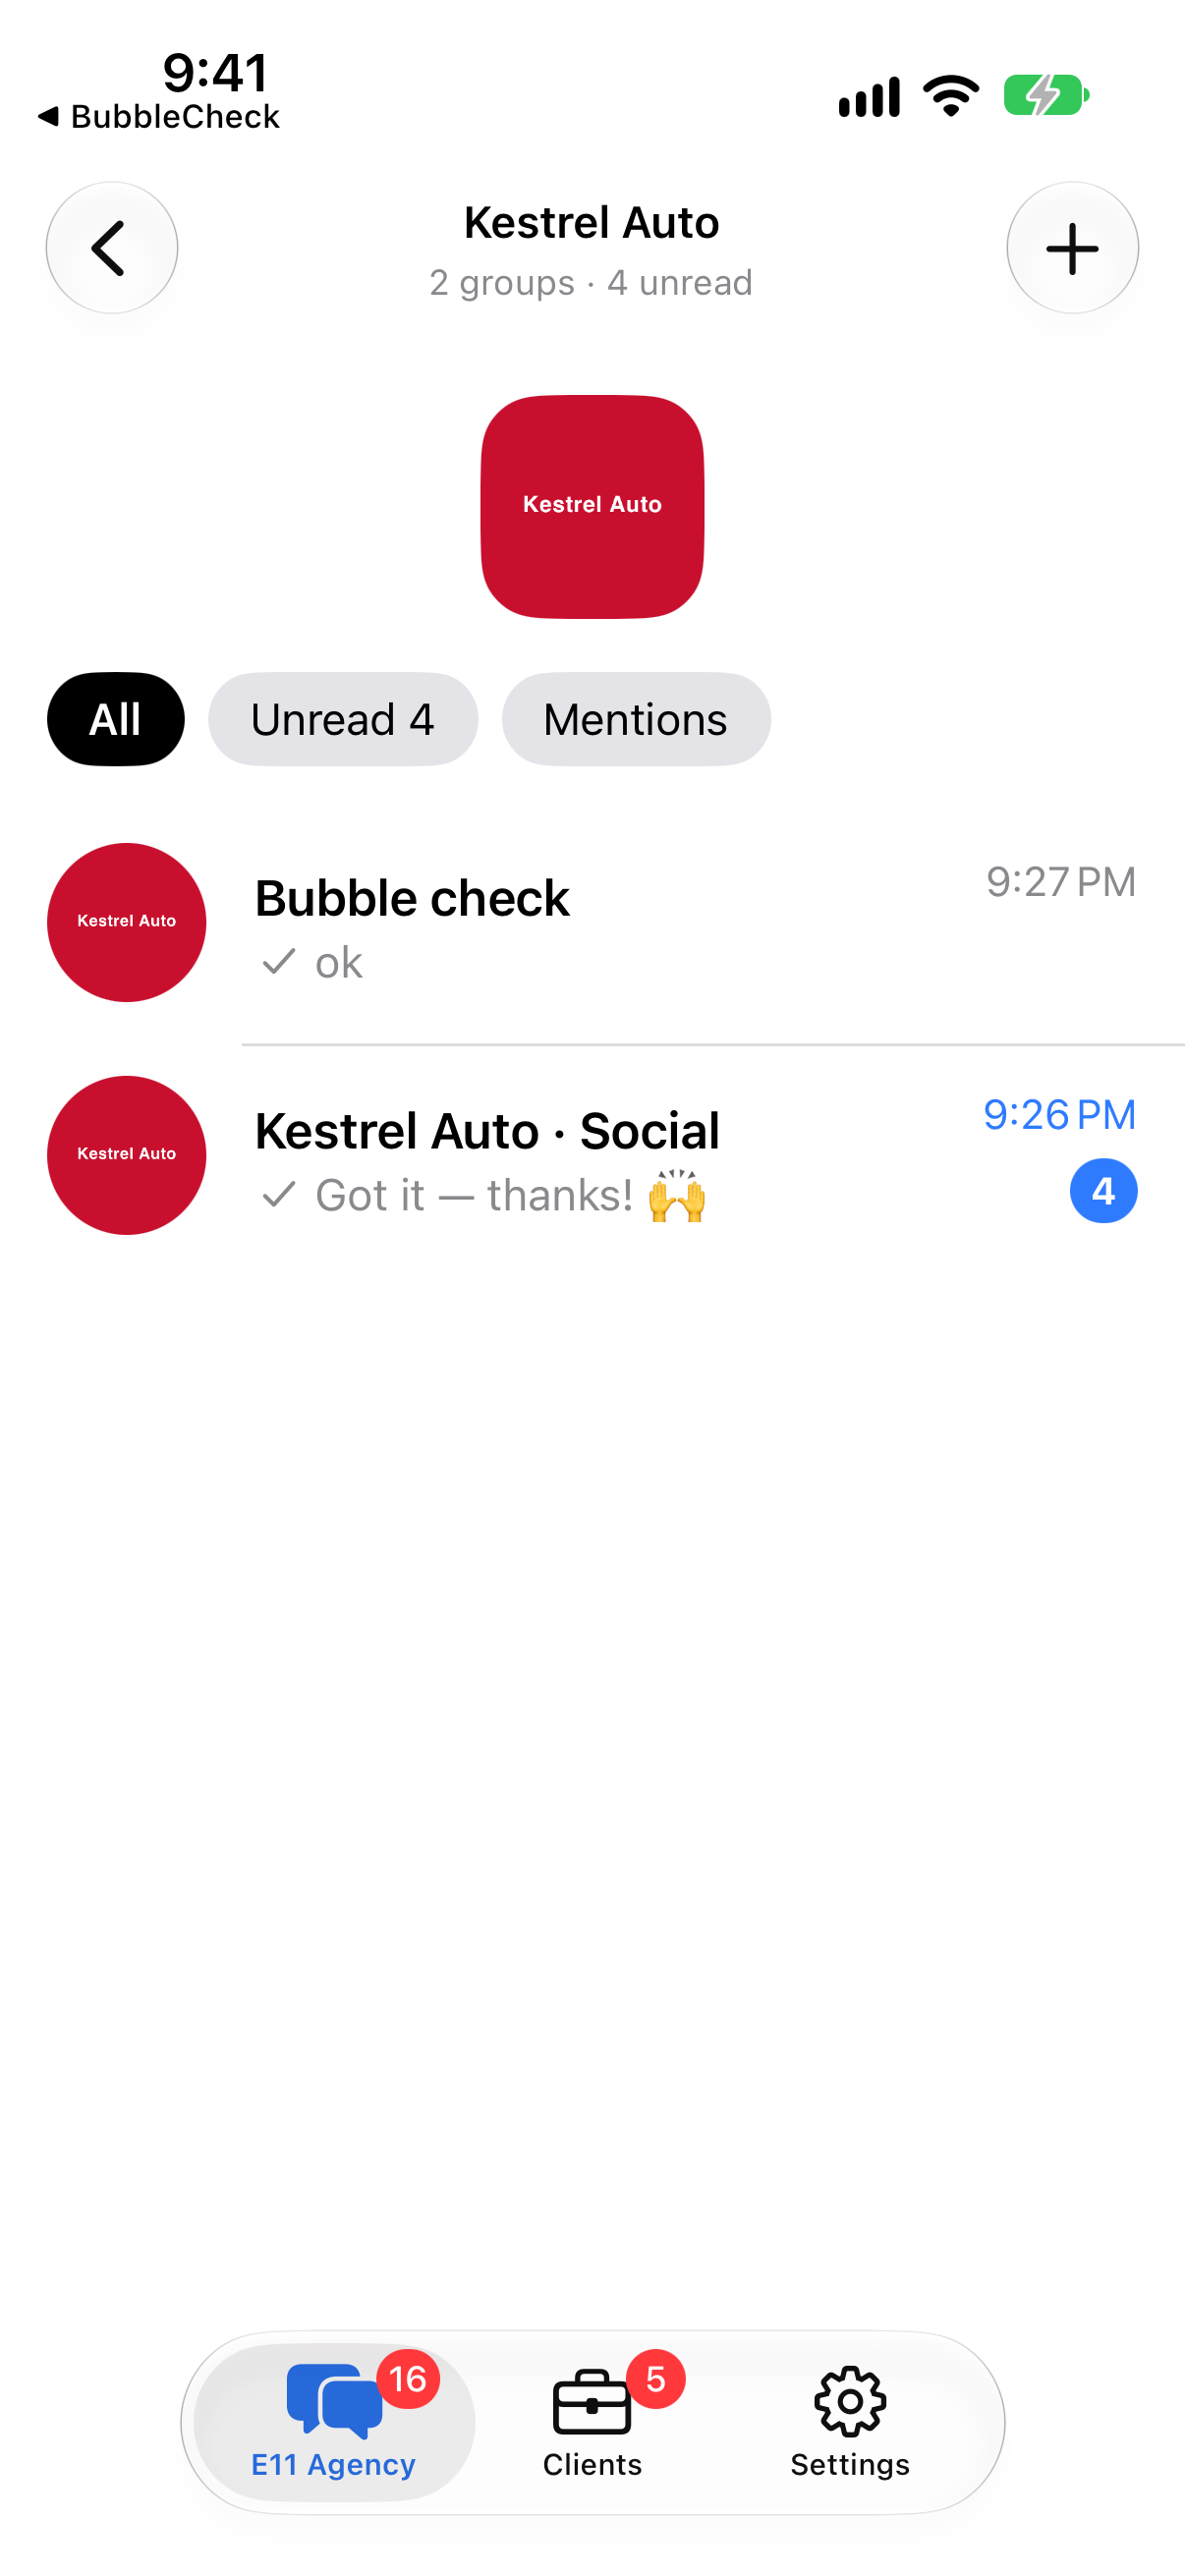 9:41
◀ BubbleCheck
Kestrel Auto
2 groups · 4 unread
Kestrel Auto
All
Unread 4
Mentions
Kestrel Auto
Bubble check
9:27 PM
✓ ok
Kestrel Auto
Kestrel Auto · Social
9:26 PM
✓ Got it — thanks! 🙌
4
16
5
E11 Agency
Clients
Settings